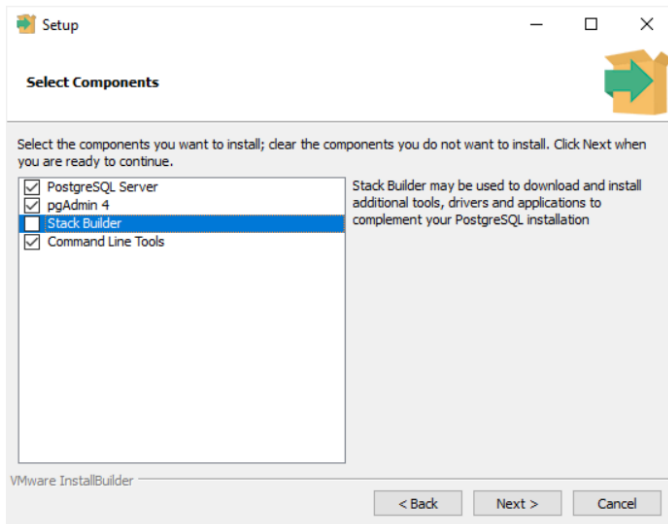 Setup
Select Components
Select the components you want to install; clear the components you do not want to install. Click Next when
you are ready to continue.
PostgreSQL Server
pgAdmin 4
Stack Builder
Command Line Tools
Stack Builder may be used to download and install
additional tools, drivers and applications to
complement your PostgreSQL installation
VMware InstallBuilder
< Back
Next >
Cancel